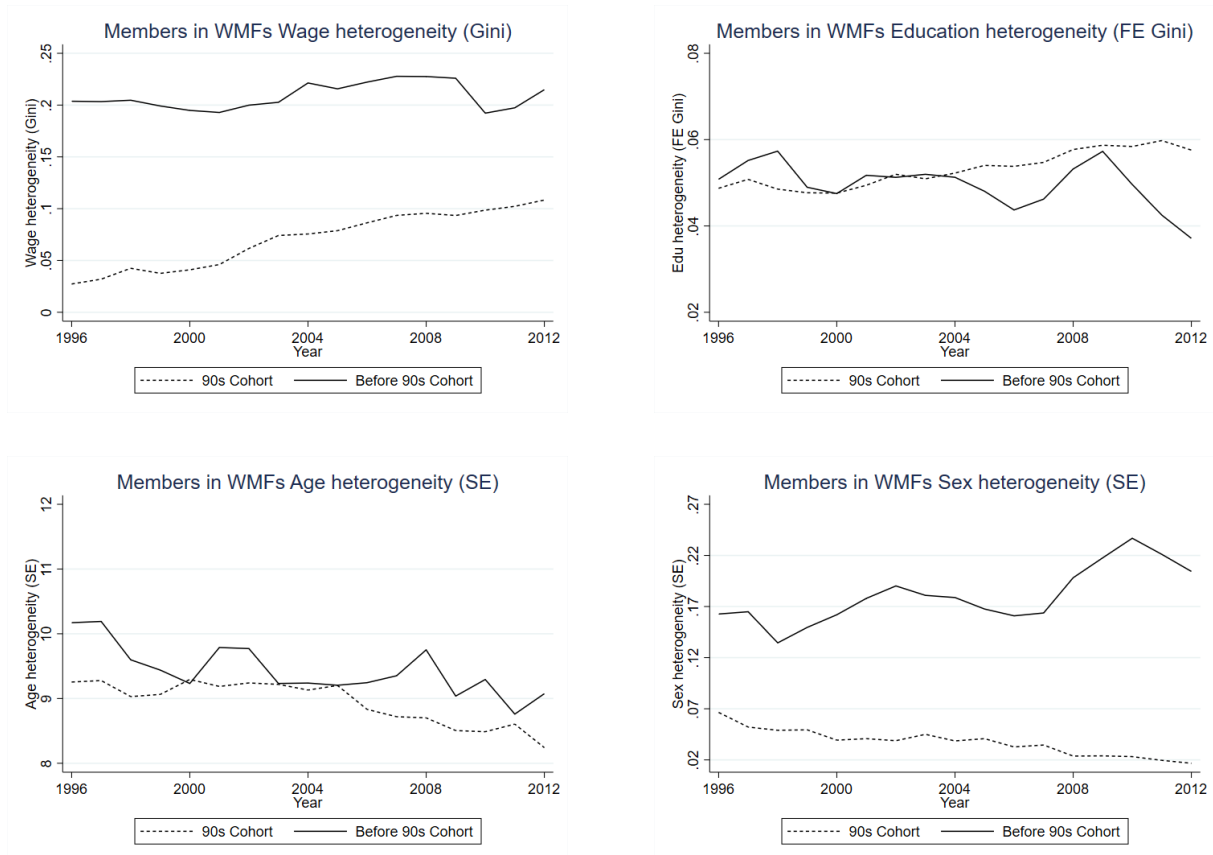 Members in WMFs Wage heterogeneity (Gini)
Wage heterogeneity (Gini)
.25
.2
.15
.1
.05
0
1996 2000 2004 2008 2012
Year
90s Cohort Before 90s Cohort
Members in WMFs Education heterogeneity (FE Gini)
Edu heterogeneity (FE Gini)
.08
.06
.04
.02
1996 2000 2004 2008 2012
Year
90s Cohort Before 90s Cohort
Members in WMFs Age heterogeneity (SE)
Age heterogeneity (SE)
12
11
10
9
8
1996 2000 2004 2008 2012
Year
90s Cohort Before 90s Cohort
Members in WMFs Sex heterogeneity (SE)
Sex heterogeneity (SE)
.27
.22
.17
.12
.07
.02
1996 2000 2004 2008 2012
Year
90s Cohort Before 90s Cohort